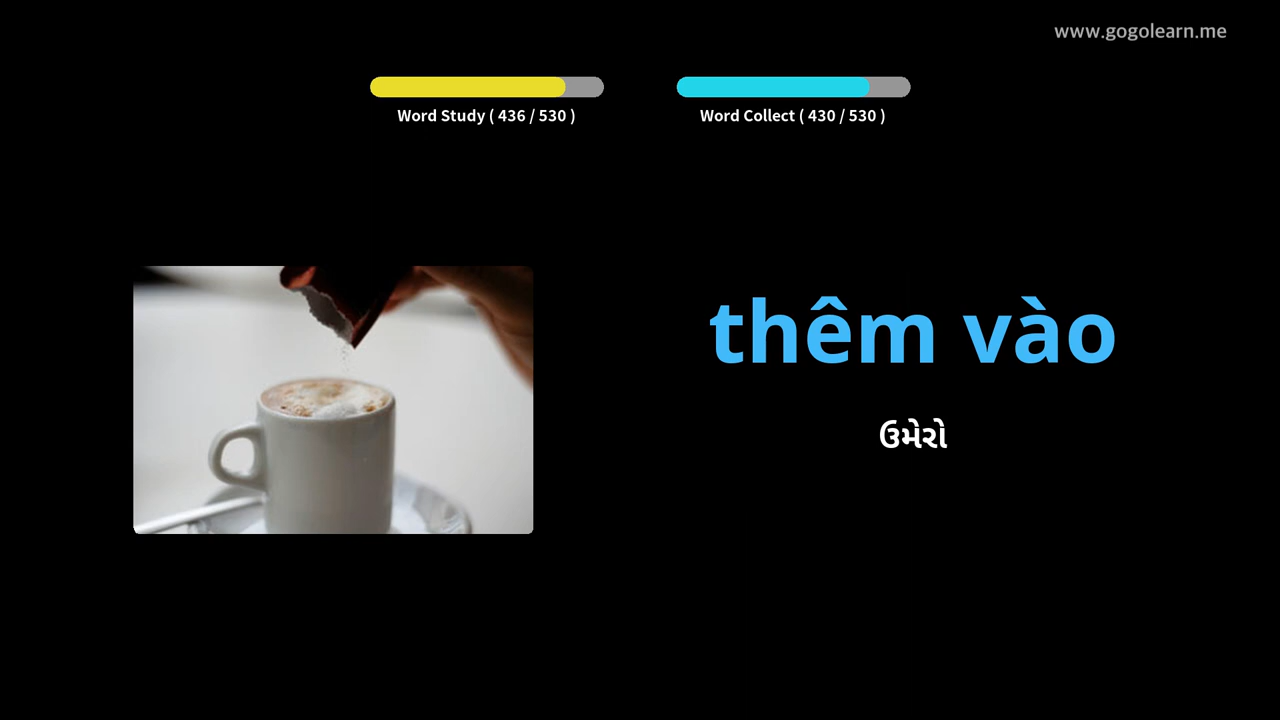 www.gogolearn.me
Word Study ( 436 / 530 )
Word Collect ( 430 / 530 )
thêm vào
ઉમેરો